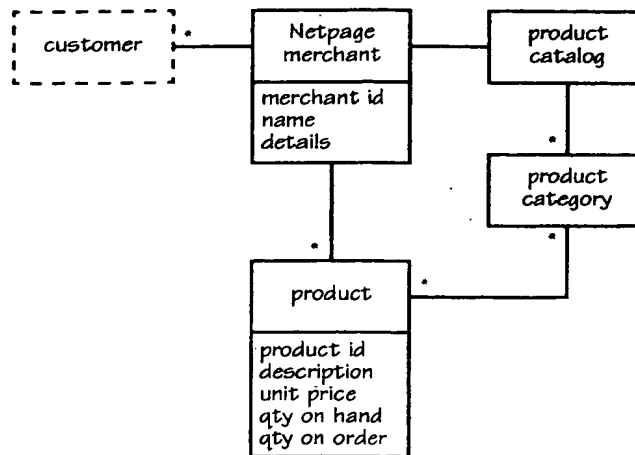 customer
*
Netpage
merchant
merchant id
name
details
product
catalog
*
product
category
*
*
*
product
product id
description
unit price
qty on hand
qty on order